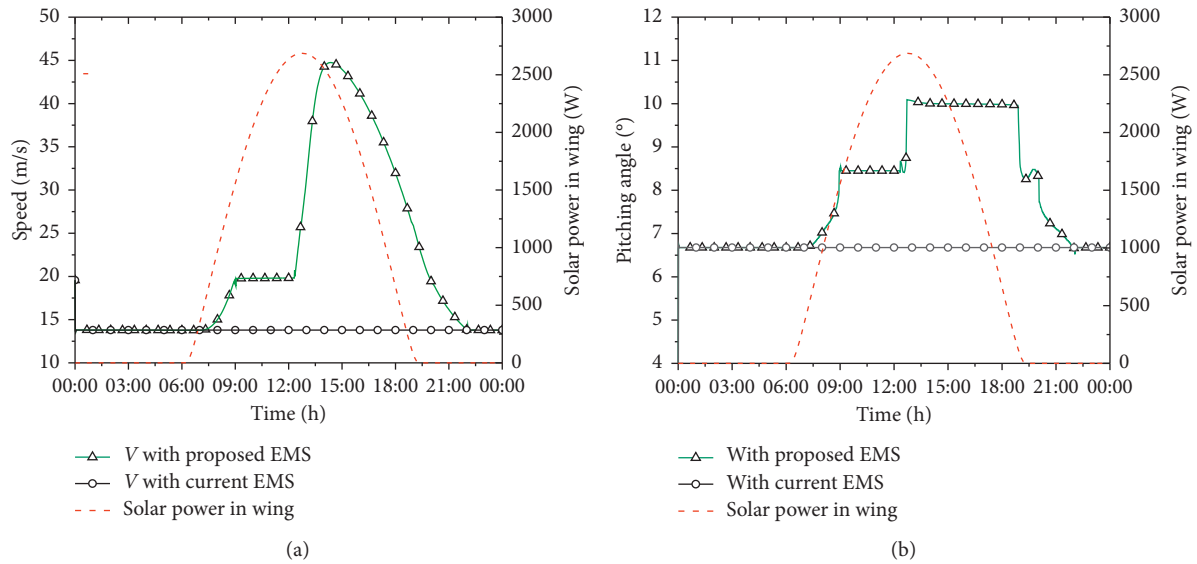 50
45
40
35
30
25
20
15
10
Speed (m/s)
3000
2500
2000
1500
1000
500
0
Solar power in wing (W)
00:00 03:00 06:00 09:00 12:00 15:00 18:00 21:00 00:00
Time (h)
V with proposed EMS
V with current EMS
Solar power in wing
(a)
12
11
10
9
8
7
6
5
4
Pitching angle (°)
3000
2500
2000
1500
1000
500
0
Solar power in wing (W)
00:00 03:00 06:00 09:00 12:00 15:00 18:00 21:00 00:00
Time (h)
With proposed EMS
With current EMS
Solar power in wing
(b)